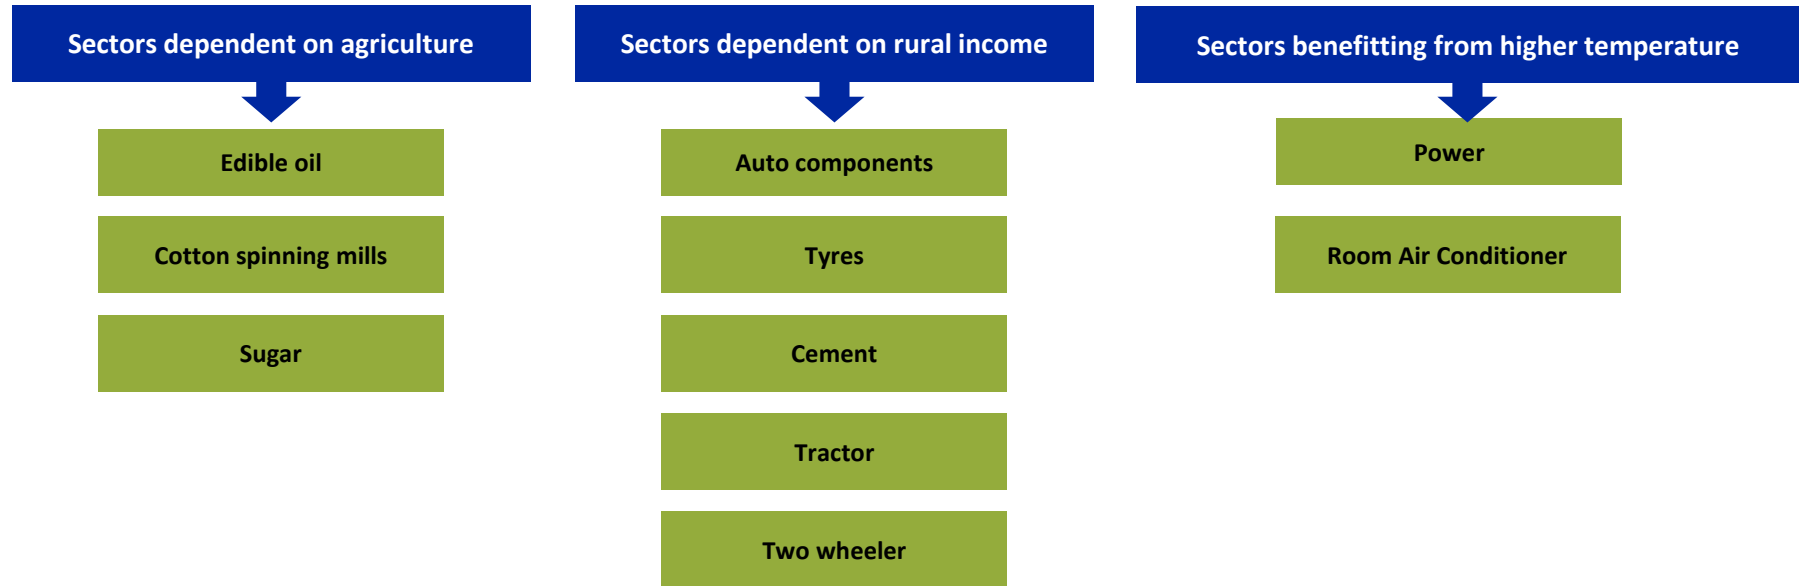 Sectors dependent on agriculture
Edible oil
Cotton spinning mills
Sugar
Sectors dependent on rural income
Auto components
Tyres
Cement
Tractor
Two wheeler
Sectors benefitting from higher temperature
Power
Room Air Conditioner